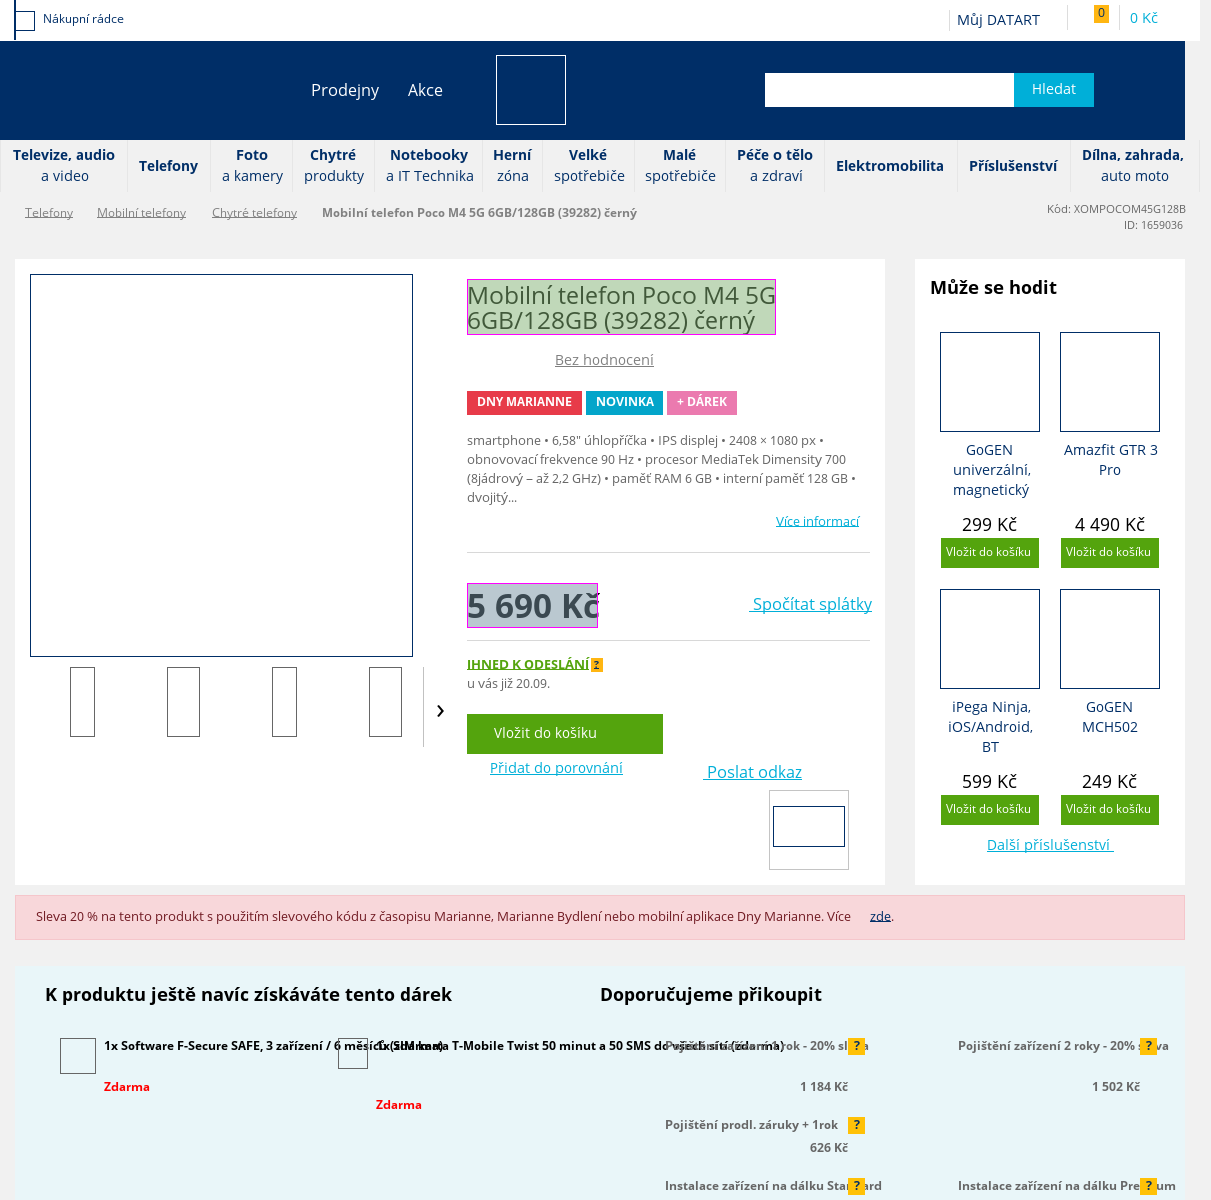 Nákupní rádce
Můj DATART
0
0 Kč
Prodejny
Akce
Hledat
Televize, audio
a video
Telefony
Foto
a kamery
Chytré
produkty
Notebooky
a IT Technika
Herní
zóna
Velké
spotřebiče
Malé
spotřebiče
Péče o tělo
a zdraví
Elektromobilita
Příslušenství
Dílna, zahrada,
auto moto
Telefony
Mobilní telefony
Chytré telefony
Mobilní telefon Poco M4 5G 6GB/128GB (39282) černý
Kód: XOMPOCOM45G128B
ID: 1659036
Mobilní telefon Poco M4 5G
6GB/128GB (39282) černý
Bez hodnocení
DNY MARIANNE
NOVINKA
+ DÁREK
smartphone • 6,58" úhlopříčka • IPS displej • 2408 × 1080 px •
obnovovací frekvence 90 Hz • procesor MediaTek Dimensity 700
(8jádrový – až 2,2 GHz) • paměť RAM 6 GB • interní paměť 128 GB •
dvojitý...
Více informací
5 690 Kč
Spočítat splátky
IHNED K ODESLÁNÍ ?
u vás již 20.09.
Vložit do košíku
Přidat do porovnání
Poslat odkaz
Může se hodit
GoGEN
univerzální,
magnetický
299 Kč
Vložit do košíku
Amazfit GTR 3
Pro
4 490 Kč
Vložit do košíku
iPega Ninja,
iOS/Android,
BT
599 Kč
Vložit do košíku
GoGEN
MCH502
249 Kč
Vložit do košíku
Další příslušenství
Sleva 20 % na tento produkt s použitím slevového kódu z časopisu Marianne, Marianne Bydlení nebo mobilní aplikace Dny Marianne. Více zde.
K produktu ještě navíc získáváte tento dárek
1x Software F-Secure SAFE, 3 zařízení / 6 měsíců (zdarma)
Zdarma
1x SIM karta T-Mobile Twist 50 minut a 50 SMS do všech sítí (zdarma)
Zdarma
Doporučujeme přikoupit
Pojištění zařízení 1 rok - 20% sleva
?
1 184 Kč
Pojištění zařízení 2 roky - 20% sleva
?
1 502 Kč
Pojištění prodl. záruky + 1rok
?
626 Kč
Instalace zařízení na dálku Standard
?
Instalace zařízení na dálku Premium
?